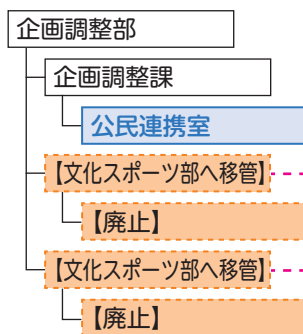 企画調整部
企画調整課
公民連携室
【文化スポーツ部へ移管】
【廃止】
【文化スポーツ部へ移管】
【廃止】